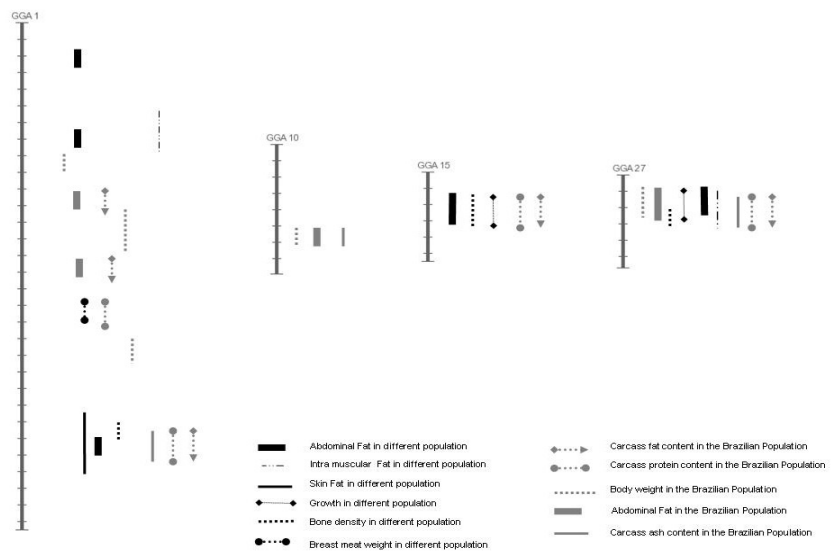 GGA 1
GGA 10
GGA 15
GGA 27
Abdominal Fat in different population
Intra muscular Fat in different population
Skin Fat in different population
Growth in different population
Bone density in different population
Breast meat weight in different population
Carcass fat content in the Brazilian Population
Carcass protein content in the Brazilian Population
Body weight in the Brazilian Population
Abdominal Fat in the Brazilian Population
Carcass ash content in the Brazilian Population